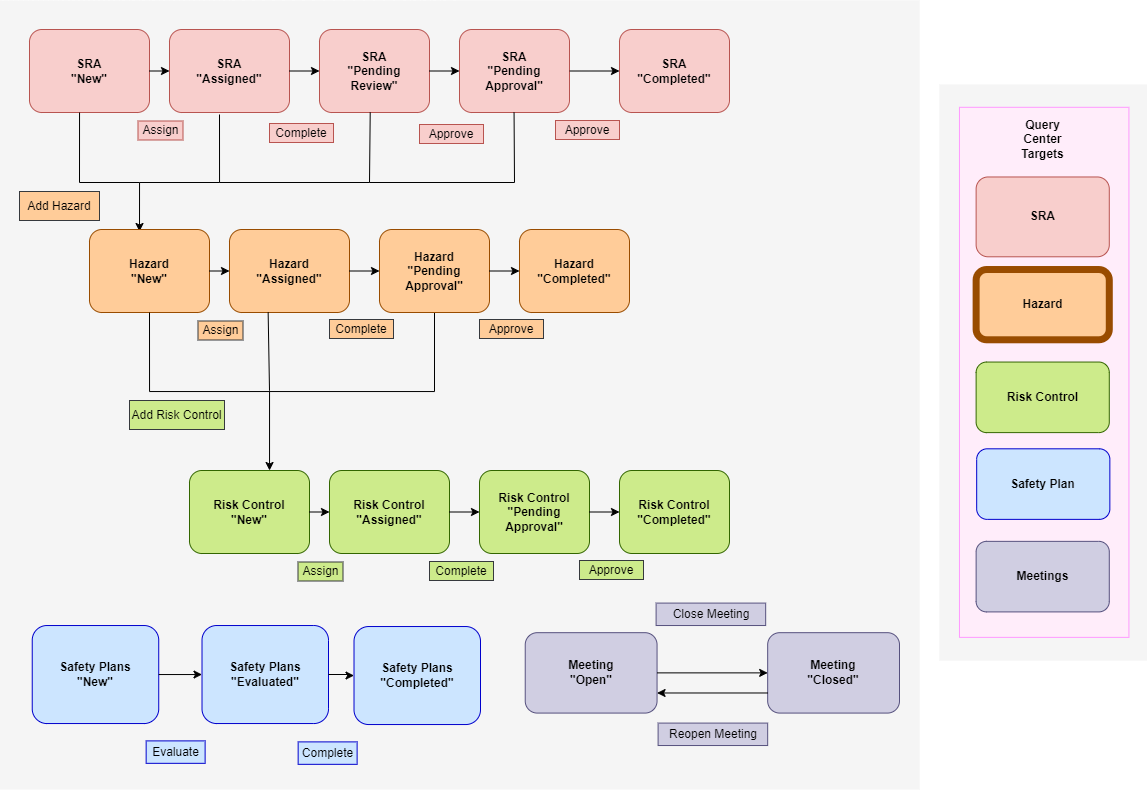 SRA
"New"
SRA
"Assigned"
SRA
"Pending
Review"
SRA
"Pending
Approval"
SRA
"Completed"
Assign
Complete
Approve
Approve
Add Hazard
Hazard
"New"
Hazard
"Assigned"
Hazard
"Pending
Approval"
Hazard
"Completed"
Assign
Complete
Approve
Add Risk Control
Risk Control
"New"
Risk Control
"Assigned"
Risk Control
"Pending
Approval"
Risk Control
"Completed"
Assign
Complete
Approve
Safety Plans
"New"
Safety Plans
"Evaluated"
Safety Plans
"Completed"
Evaluate
Complete
Close Meeting
Meeting
"Open"
Meeting
"Closed"
Reopen Meeting
Query
Center
Targets
SRA
Hazard
Risk Control
Safety Plan
Meetings